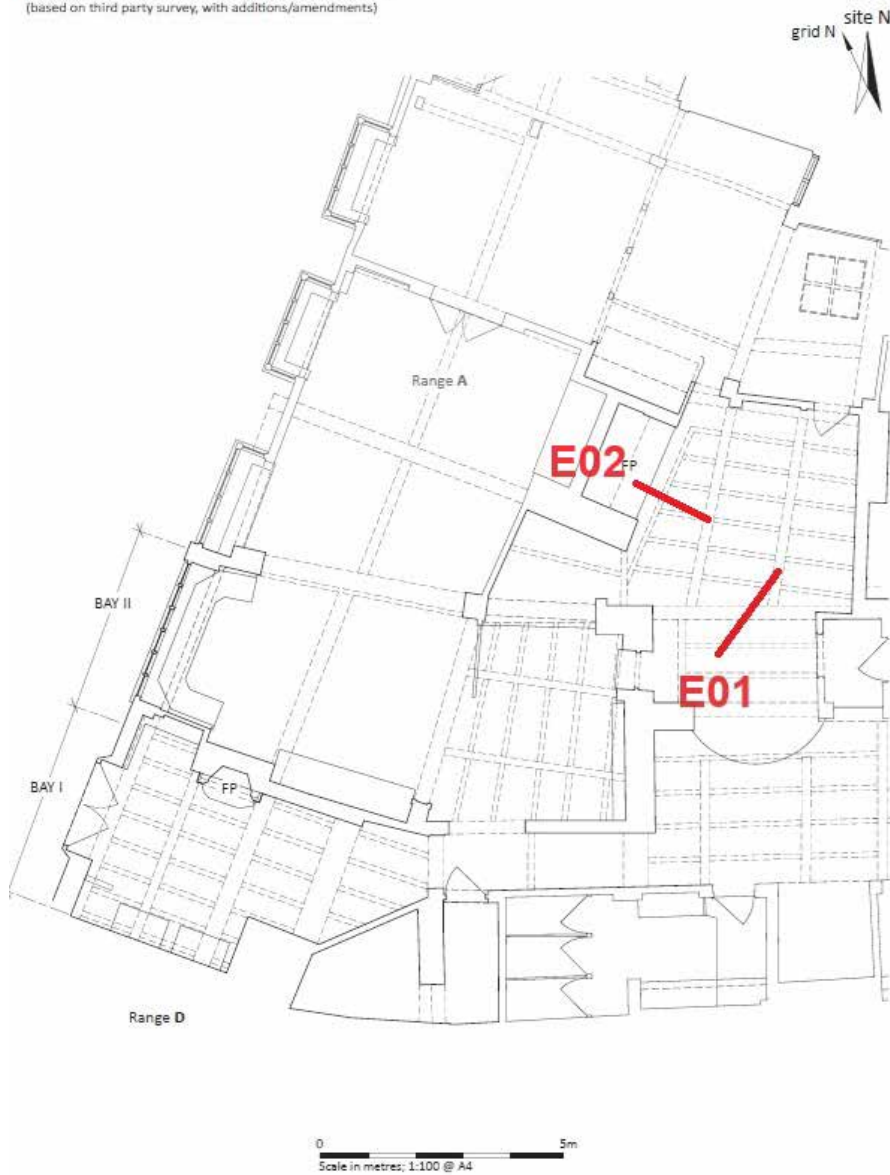 (based on third party survey, with additions/amendments)
site N
grid N
Range A
E02
FP
BAY II
E01
BAY I
FP
Range D
0 5m
Scale in metres; 1:100 @ A4